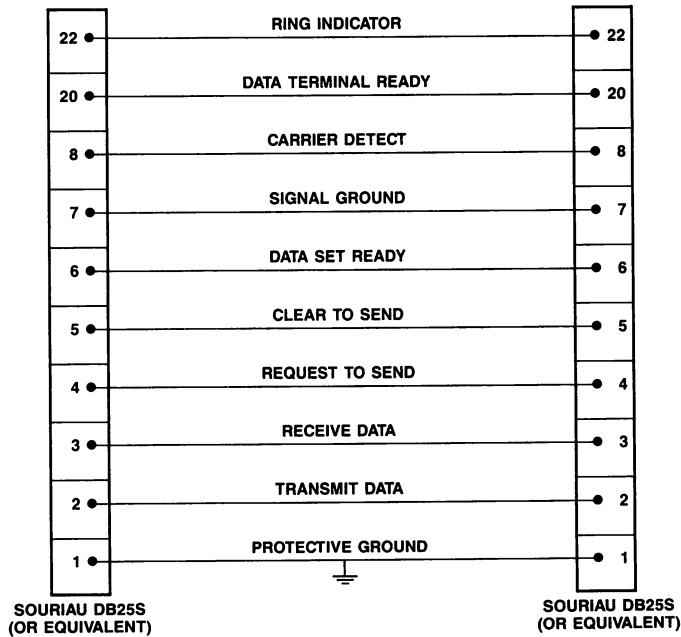 RING INDICATOR
22 22
DATA TERMINAL READY
20 20
CARRIER DETECT
8 8
SIGNAL GROUND
7 7
DATA SET READY
6 6
CLEAR TO SEND
5 5
REQUEST TO SEND
4 4
RECEIVE DATA
3 3
TRANSMIT DATA
2 2
PROTECTIVE GROUND
1 1
SOURIAU DB25S
(OR EQUIVALENT)
SOURIAU DB25S
(OR EQUIVALENT)